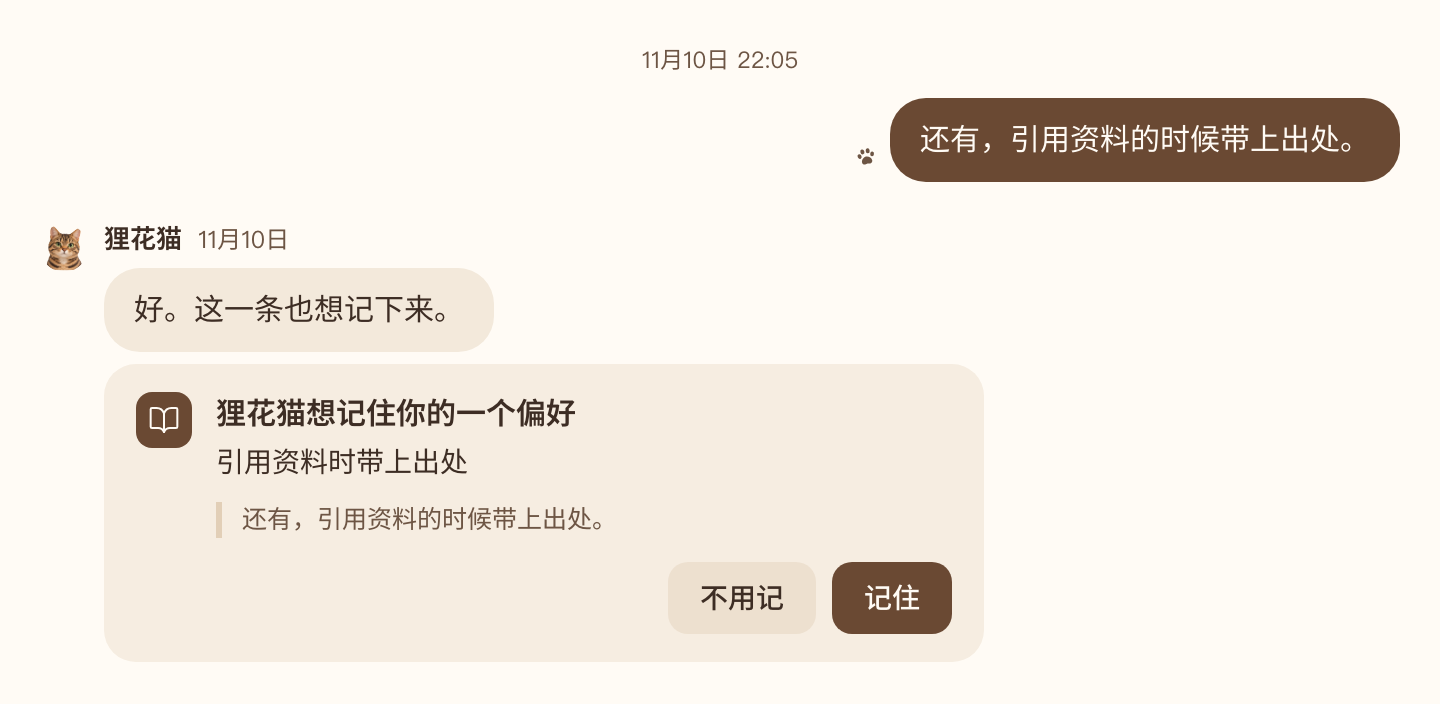 11月10日 22:05
还有，引用资料的时候带上出处。
狸花猫 11月10日
好。这一条也想记下来。
狸花猫想记住你的一个偏好
引用资料时带上出处
还有，引用资料的时候带上出处。
不用记 记住